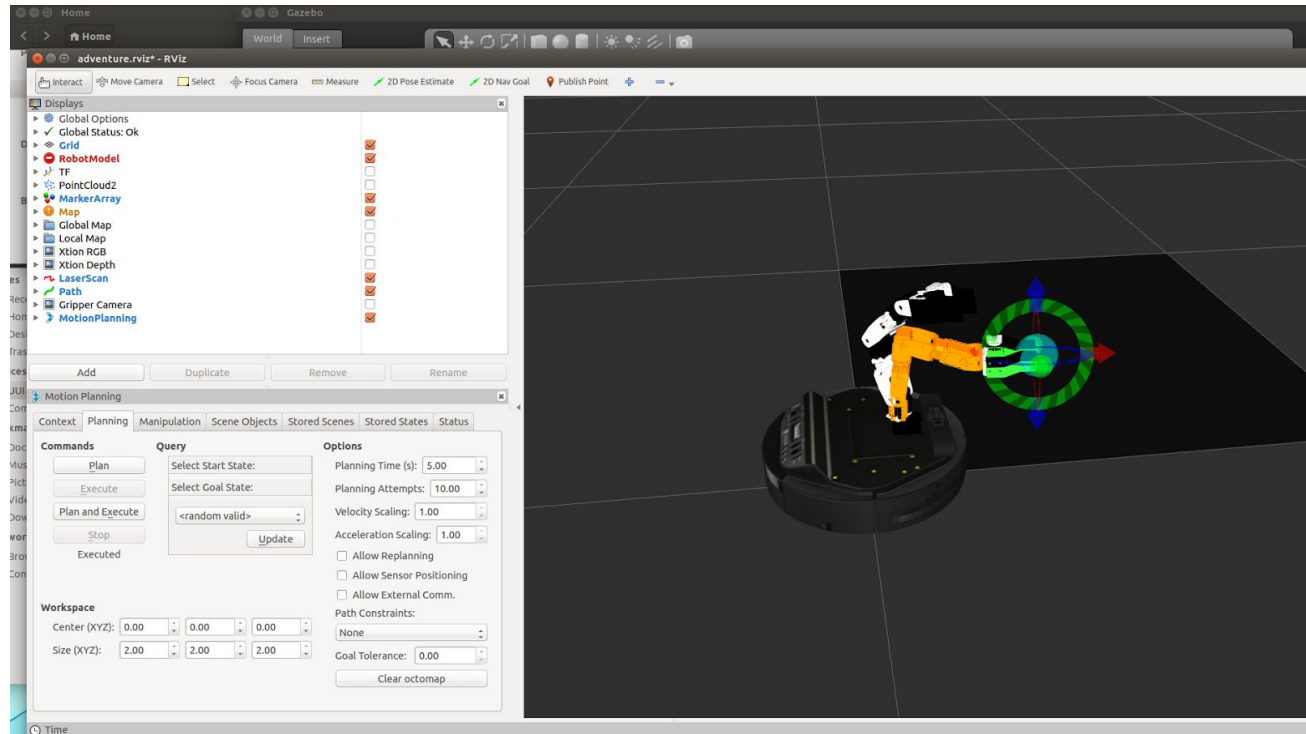 Home
Gazebo
Home
World Insert
adventure.rviz* - RViz
Interact Move Camera Select Focus Camera Measure 2D Pose Estimate 2D Nav Goal Publish Point
Displays
Global Options
Global Status: Ok
Grid
RobotModel
TF
PointCloud2
MarkerArray
Map
Global Map
Local Map
Xtion RGB
Xtion Depth
LaserScan
Path
Gripper Camera
MotionPlanning
Add Duplicate Remove Rename
Motion Planning
Context Planning Manipulation Scene Objects Stored Scenes Stored States Status
Commands Query Options
Plan Select Start State: Planning Time (s): 5.00
Execute Select Goal State: Planning Attempts: 10.00
Plan and Execute <random valid> Velocity Scaling: 1.00
Stop Update Acceleration Scaling: 1.00
Executed Allow Replanning
Allow Sensor Positioning
Allow External Comm.
Workspace Path Constraints:
Center (XYZ): 0.00 0.00 0.00 None
Size (XYZ): 2.00 2.00 2.00 Goal Tolerance: 0.00
Clear octomap
Time